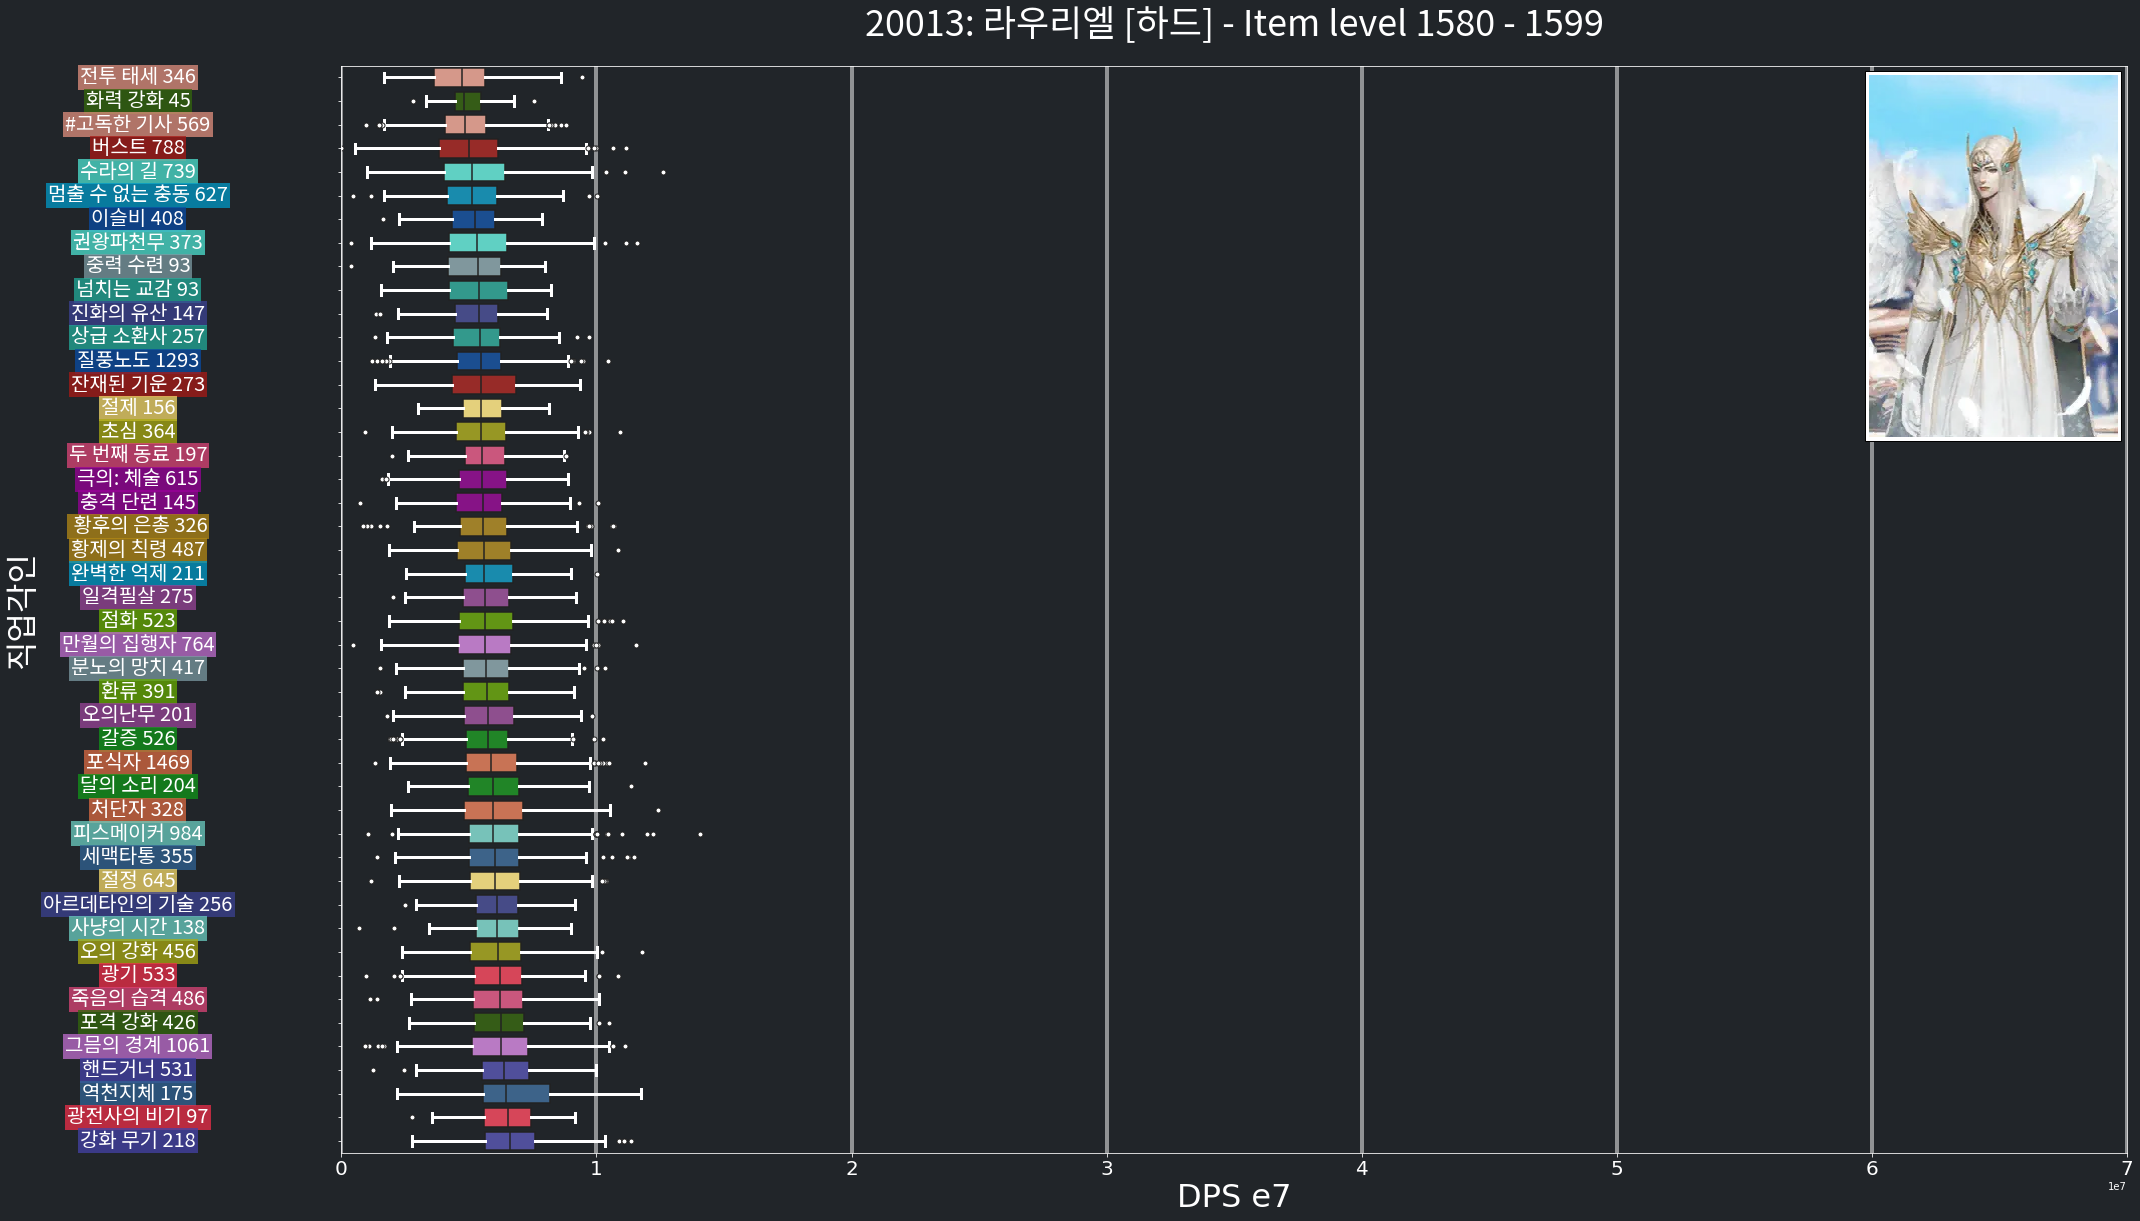 20013: 라우리엘 [하드] - Item level 1580 - 1599
직업각인
전투 태세 346
화력 강화 45
#고독한 기사 569
버스트 788
수라의 길 739
멈출 수 없는 충동 627
이슬비 408
권왕파천무 373
중력 수련 93
넘치는 교감 93
진화의 유산 147
상급 소환사 257
질풍노도 1293
잔재된 기운 273
절제 156
초심 364
두 번째 동료 197
극의: 체술 615
충격 단련 145
황후의 은총 326
황제의 칙령 487
완벽한 억제 211
일격필살 275
점화 523
만월의 집행자 764
분노의 망치 417
환류 391
오의난무 201
갈증 526
포식자 1469
달의 소리 204
처단자 328
피스메이커 984
세맥타통 355
절정 645
아르데타인의 기술 256
사냥의 시간 138
오의 강화 456
광기 533
죽음의 습격 486
포격 강화 426
그믐의 경계 1061
핸드거너 531
역천지체 175
광전사의 비기 97
강화 무기 218
0 1 2 3 4 5 6 7
1e7
DPS e7